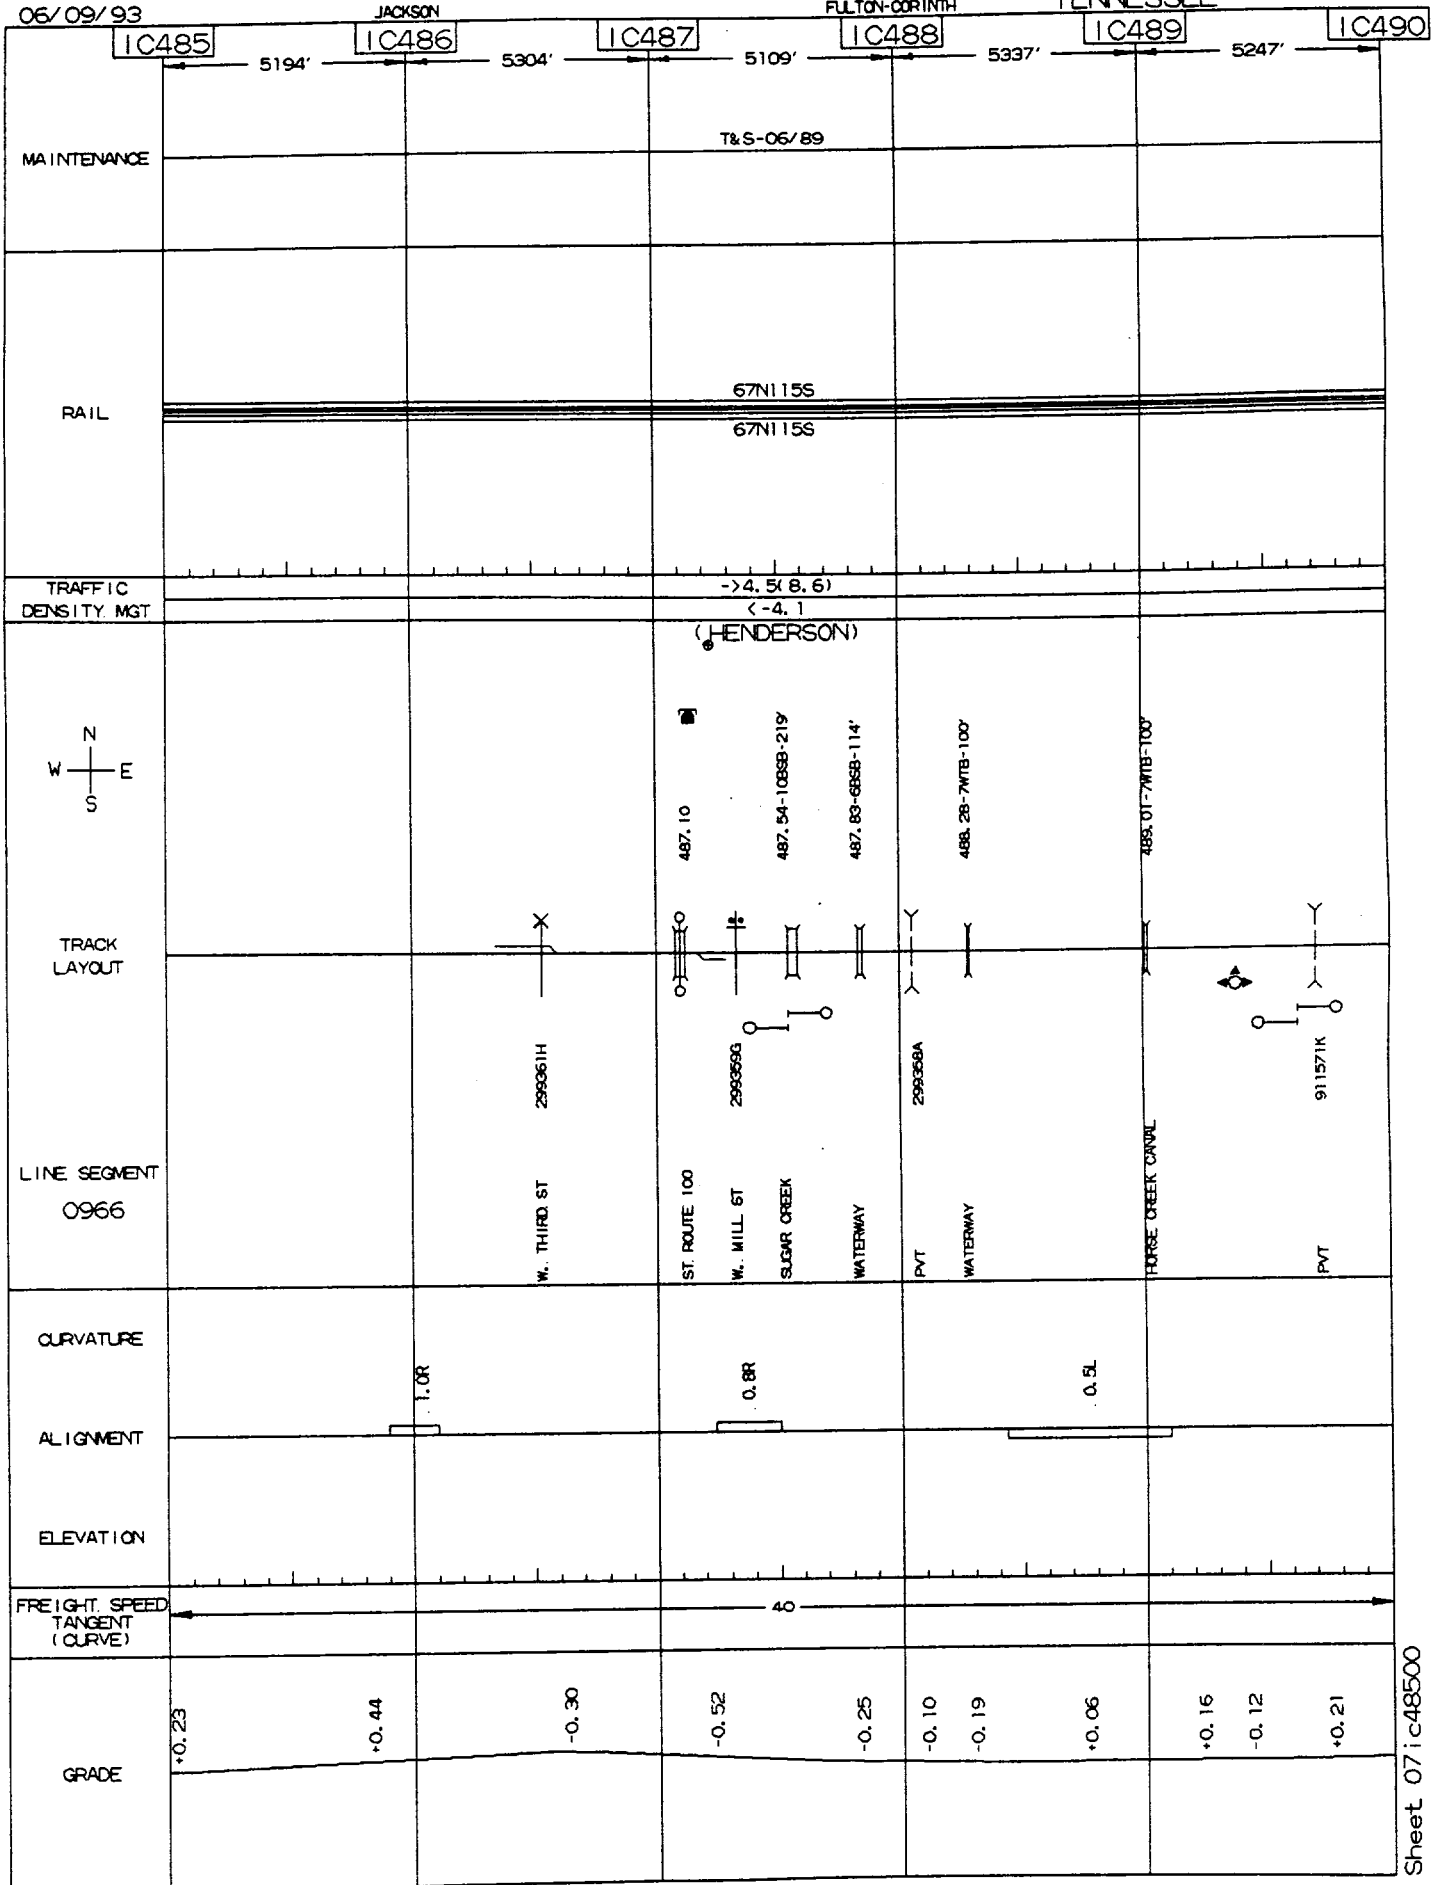 06/09/93
JACKSON
FULTON-CORINTH
TENNESSEE
IC485
IC486
IC487
IC488
IC489
IC490
5194'
5304'
5109'
5337'
5247'
MAINTENANCE
T&S-06/89
RAIL
67N115S
67N115S
TRAFFIC
DENSITY MGT
->4.5(8.6)
<-4.1
(HENDERSON)
N
W E
S
487.10
487.54-10BSB-219'
487.83-6BSB-114'
488.28-7WTB-100'
489.01-7WTB-100'
TRACK
LAYOUT
299361H
299359G
299358A
911571K
LINE SEGMENT
0966
W. THIRD ST
ST ROUTE 100
W. MILL ST
SUGAR CREEK
WATERWAY
PVT
WATERWAY
HORSE CREEK CANAL
PVT
CURVATURE
1.0R
0.8R
0.5L
ALIGNMENT
ELEVATION
FREIGHT SPEED
TANGENT
(CURVE)
40
GRADE
+0.23
+0.44
-0.30
-0.52
-0.25
-0.10
-0.19
+0.06
+0.16
-0.12
+0.21
Sheet 07ic48500